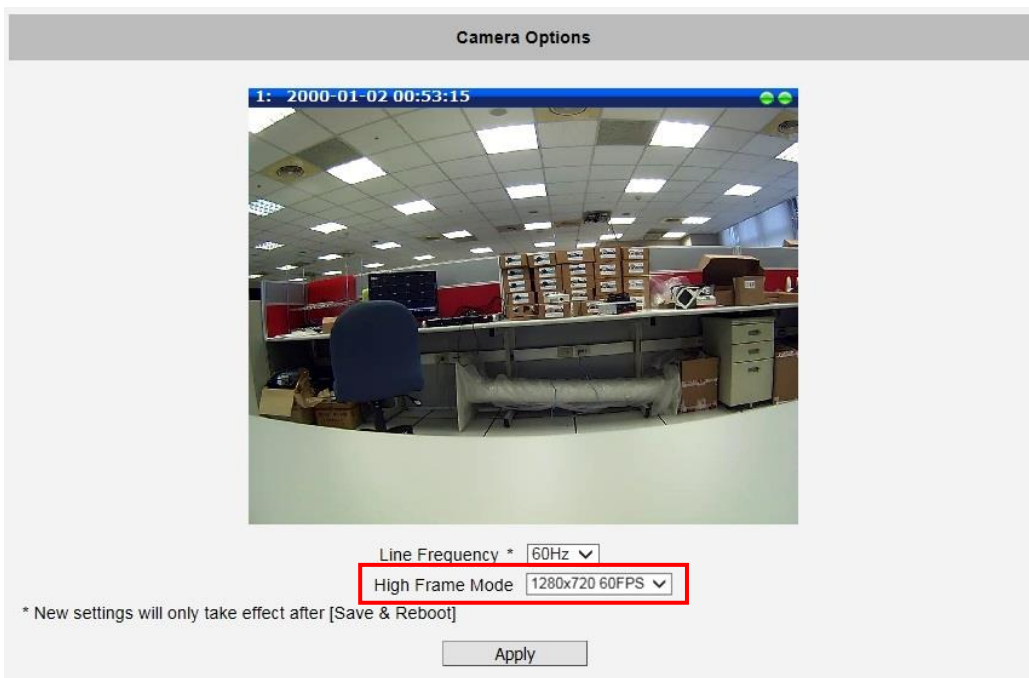 Camera Options
1: 2000-01-02 00:53:15
Line Frequency * 60Hz
High Frame Mode 1280x720 60FPS
* New settings will only take effect after [Save & Reboot]
Apply